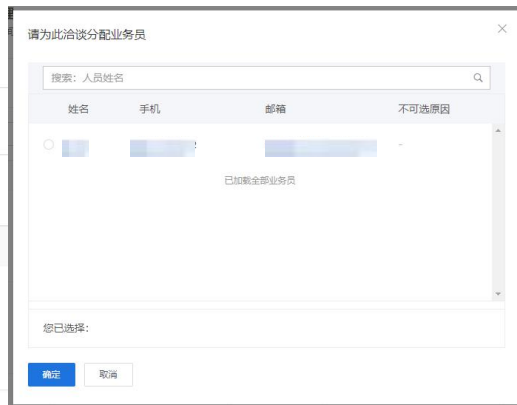 请为此洽谈分配业务员
搜索：人员姓名
姓名 手机 邮箱 不可选原因
-
已加载全部业务员
您已选择：
确定 取消